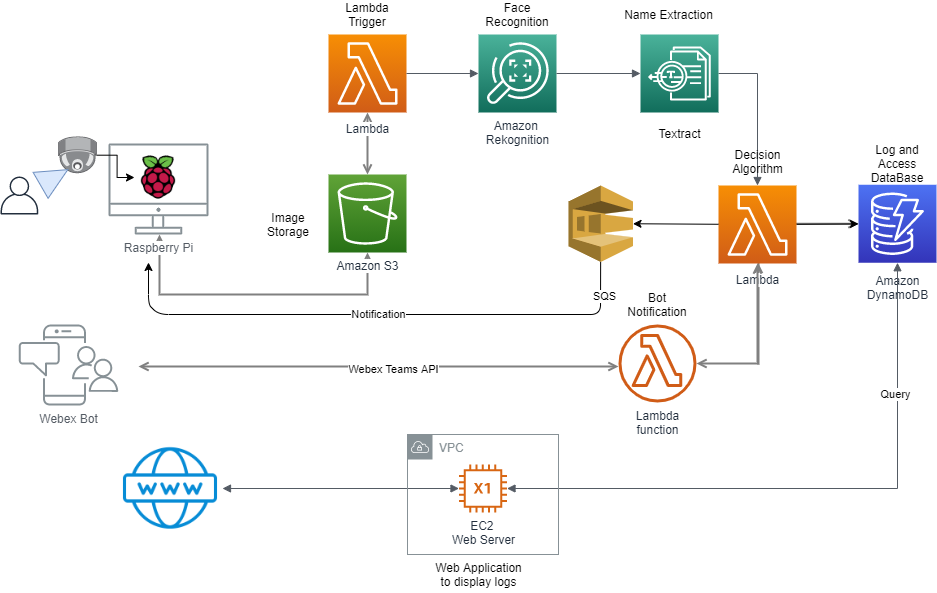 Lambda
Trigger
Face
Recognition
Name Extraction
Lambda
Amazon
Rekognition
Textract
Decision
Algorithm
Log and
Access
DataBase
Image
Storage
Raspberry Pi
Amazon S3
Lambda
Amazon
DynamoDB
SQS
Bot
Notification
Notification
Webex Teams API
Webex Bot
Lambda
function
Query
VPC
WWW
X1
EC2
Web Server
Web Application
to display logs